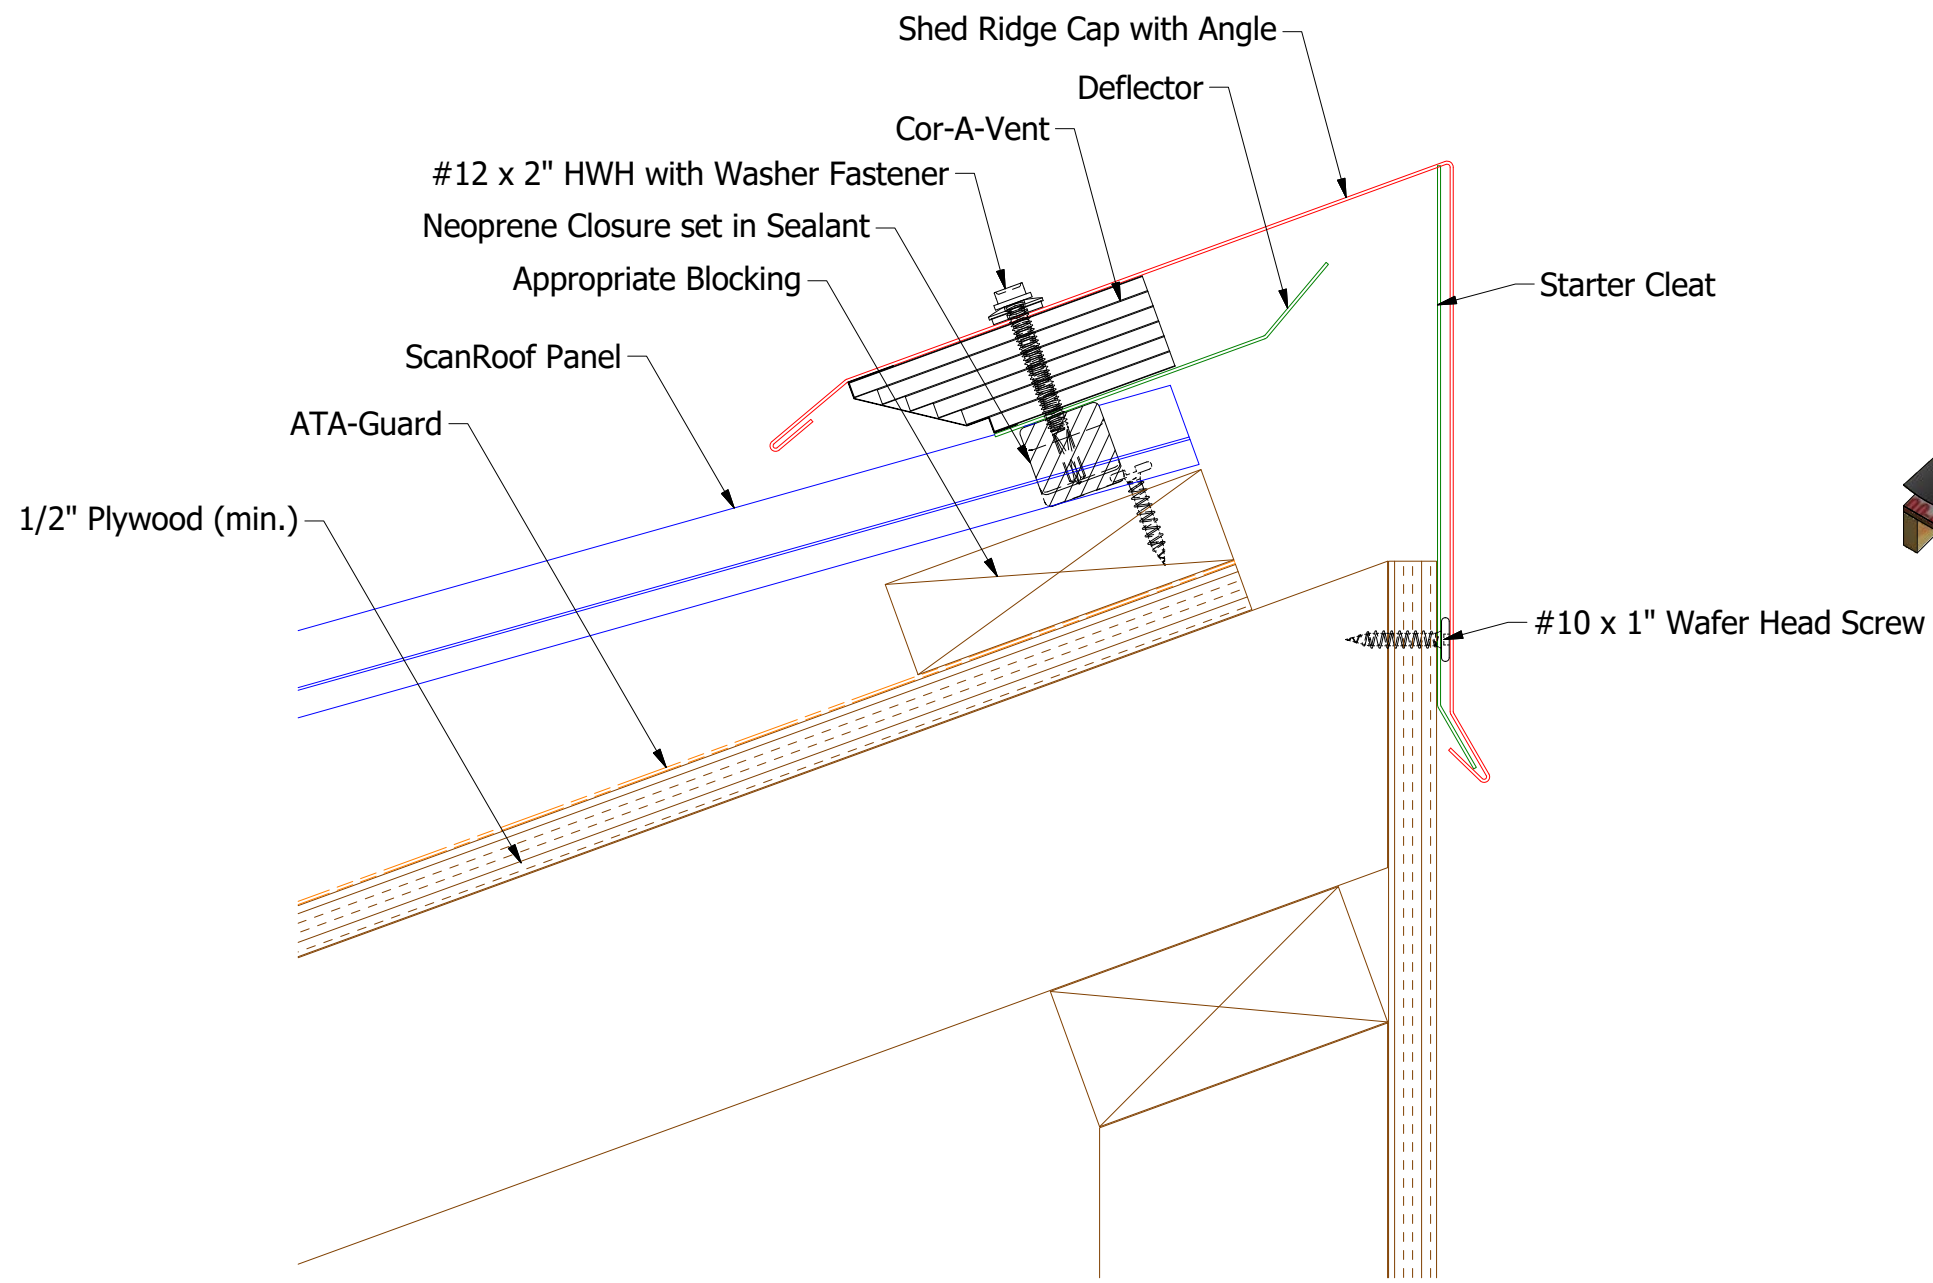 Shed Ridge Cap with Angle
Deflector
Cor-A-Vent
#12 x 2" HWH with Washer Fastener
Neoprene Closure set in Sealant
Appropriate Blocking
Starter Cleat
ScanRoof Panel
ATA-Guard
1/2" Plywood (min.)
#10 x 1" Wafer Head Screw